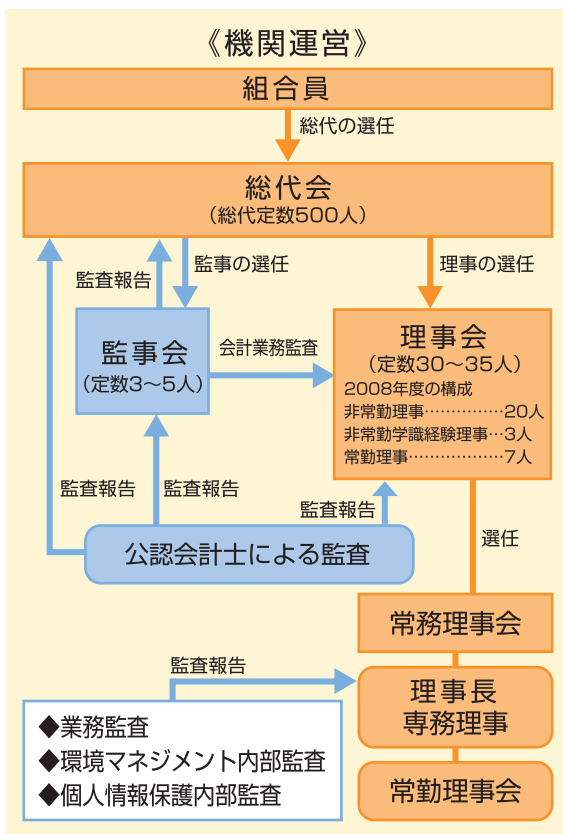 《機関運営》
組合員
総代の選任
総代会
(総代定数500人)
監査報告
監事の選任
理事の選任
監事会
(定数3〜5人)
会計業務監査
理事会
(定数30〜35人)
2008年度の構成
非常勤理事……………20人
非常勤学識経験理事…3人
常勤理事………………7人
監査報告
監査報告
監査報告
公認会計士による監査
選任
常務理事会
監査報告
理事長
専務理事
◆業務監査
◆環境マネジメント内部監査
◆個人情報保護内部監査
常勤理事会